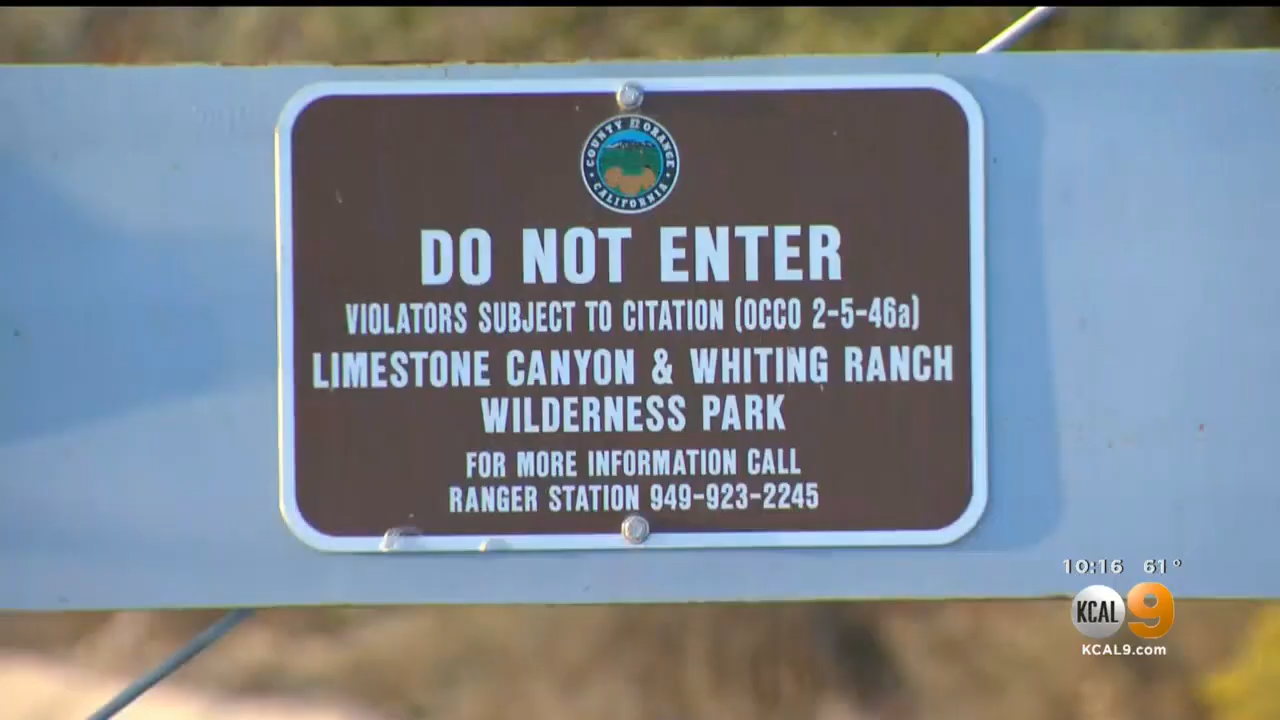 COUNTY OF ORANGE
CALIFORNIA
DO NOT ENTER
VIOLATORS SUBJECT TO CITATION (OCCO 2-5-46a)
LIMESTONE CANYON & WHITING RANCH
WILDERNESS PARK
FOR MORE INFORMATION CALL
RANGER STATION 949-923-2245
10:16 61°
KCAL 9
KCAL9.com